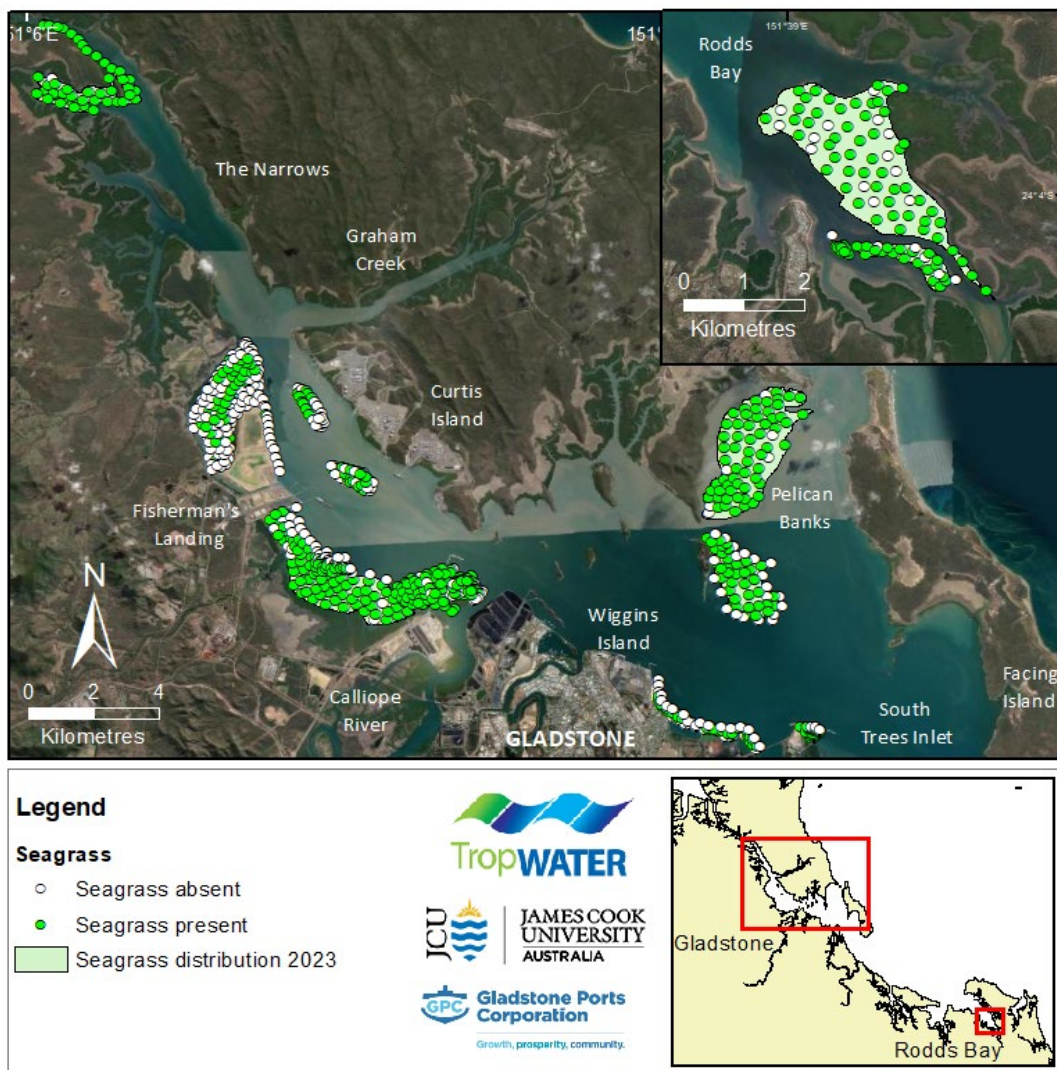 151°6'E
151°
The Narrows
Graham
Creek
Curtis
Island
Fisherman's
Landing
Pelican
Banks
Wiggins
Island
Calliope
River
GLADSTONE
South
Trees Inlet
Facing
Island
N
0 2 4
Kilometres
151°39'E
Rodds
Bay
24°4'S
0 1 2
Kilometres
Legend
Seagrass
Seagrass absent
Seagrass present
Seagrass distribution 2023
TropWATER
JCU
JAMES COOK
UNIVERSITY
AUSTRALIA
GPC
Gladstone Ports
Corporation
Growth, prosperity, community.
Gladstone
Rodds Bay